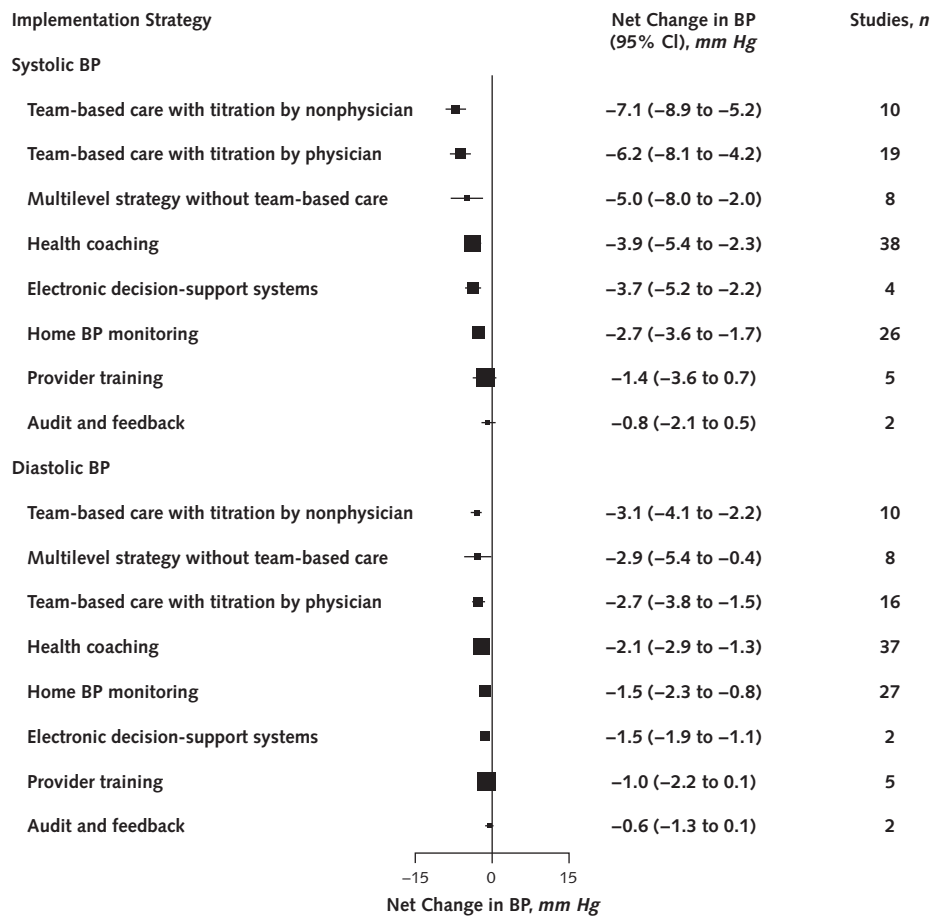 Implementation Strategy Net Change in BP Studies, n
(95% CI), mm Hg
Systolic BP
Team-based care with titration by nonphysician –7.1 (–8.9 to –5.2) 10
Team-based care with titration by physician –6.2 (–8.1 to –4.2) 19
Multilevel strategy without team-based care –5.0 (–8.0 to –2.0) 8
Health coaching –3.9 (–5.4 to –2.3) 38
Electronic decision-support systems –3.7 (–5.2 to –2.2) 4
Home BP monitoring –2.7 (–3.6 to –1.7) 26
Provider training –1.4 (–3.6 to 0.7) 5
Audit and feedback –0.8 (–2.1 to 0.5) 2
Diastolic BP
Team-based care with titration by nonphysician –3.1 (–4.1 to –2.2) 10
Multilevel strategy without team-based care –2.9 (–5.4 to –0.4) 8
Team-based care with titration by physician –2.7 (–3.8 to –1.5) 16
Health coaching –2.1 (–2.9 to –1.3) 37
Home BP monitoring –1.5 (–2.3 to –0.8) 27
Electronic decision-support systems –1.5 (–1.9 to –1.1) 2
Provider training –1.0 (–2.2 to 0.1) 5
Audit and feedback –0.6 (–1.3 to 0.1) 2
–15 0 15
Net Change in BP, mm Hg